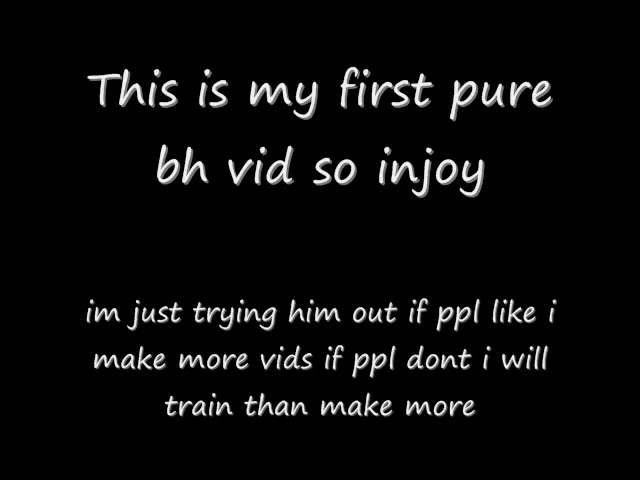 This is my first pure
bh vid so injoy
im just trying him out if ppl like i
make more vids if ppl dont i will
train than make more